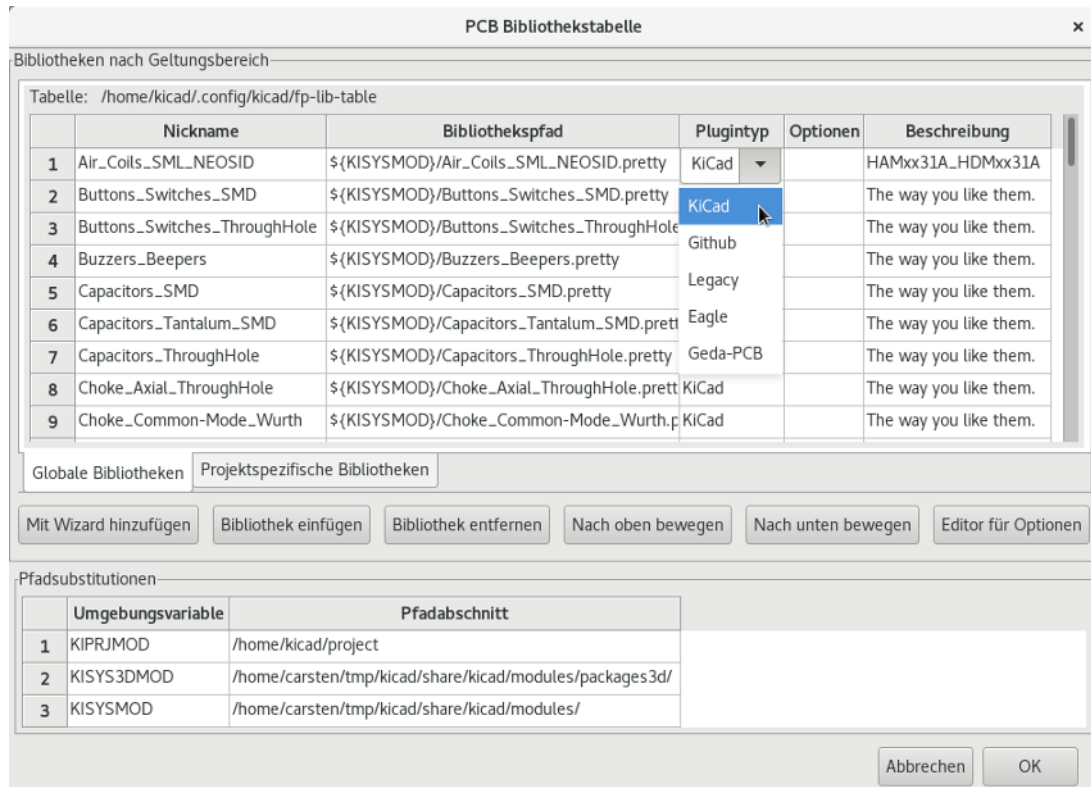 PCB Bibliothekstabelle ×
Bibliotheken nach Geltungsbereich
Tabelle: /home/kicad/.config/kicad/fp-lib-table
Nickname Bibliothekspfad Plugintyp Optionen Beschreibung
1 Air_Coils_SML_NEOSID ${KISYSMOD}/Air_Coils_SML_NEOSID.pretty KiCad HAMxx31A_HDMxx31A
2 Buttons_Switches_SMD ${KISYSMOD}/Buttons_Switches_SMD.pretty The way you like them.
KiCad
3 Buttons_Switches_ThroughHole ${KISYSMOD}/Buttons_Switches_ThroughHole The way you like them.
Github
4 Buzzers_Beepers ${KISYSMOD}/Buzzers_Beepers.pretty The way you like them.
Legacy
5 Capacitors_SMD ${KISYSMOD}/Capacitors_SMD.pretty The way you like them.
6 Capacitors_Tantalum_SMD ${KISYSMOD}/Capacitors_Tantalum_SMD.prett The way you like them.
Eagle
7 Capacitors_ThroughHole ${KISYSMOD}/Capacitors_ThroughHole.pretty The way you like them.
Geda-PCB
8 Choke_Axial_ThroughHole ${KISYSMOD}/Choke_Axial_ThroughHole.prett KiCad The way you like them.
9 Choke_Common-Mode_Wurth ${KISYSMOD}/Choke_Common-Mode_Wurth.p KiCad The way you like them.
Globale Bibliotheken Projektspezifische Bibliotheken
Mit Wizard hinzufügen Bibliothek einfügen Bibliothek entfernen Nach oben bewegen Nach unten bewegen Editor für Optionen
Pfadsubstitutionen
Umgebungsvariable Pfadabschnitt
1 KIPRJMOD /home/kicad/project
2 KISYS3DMOD /home/carsten/tmp/kicad/share/kicad/modules/packages3d/
3 KISYSMOD /home/carsten/tmp/kicad/share/kicad/modules/
Abbrechen OK